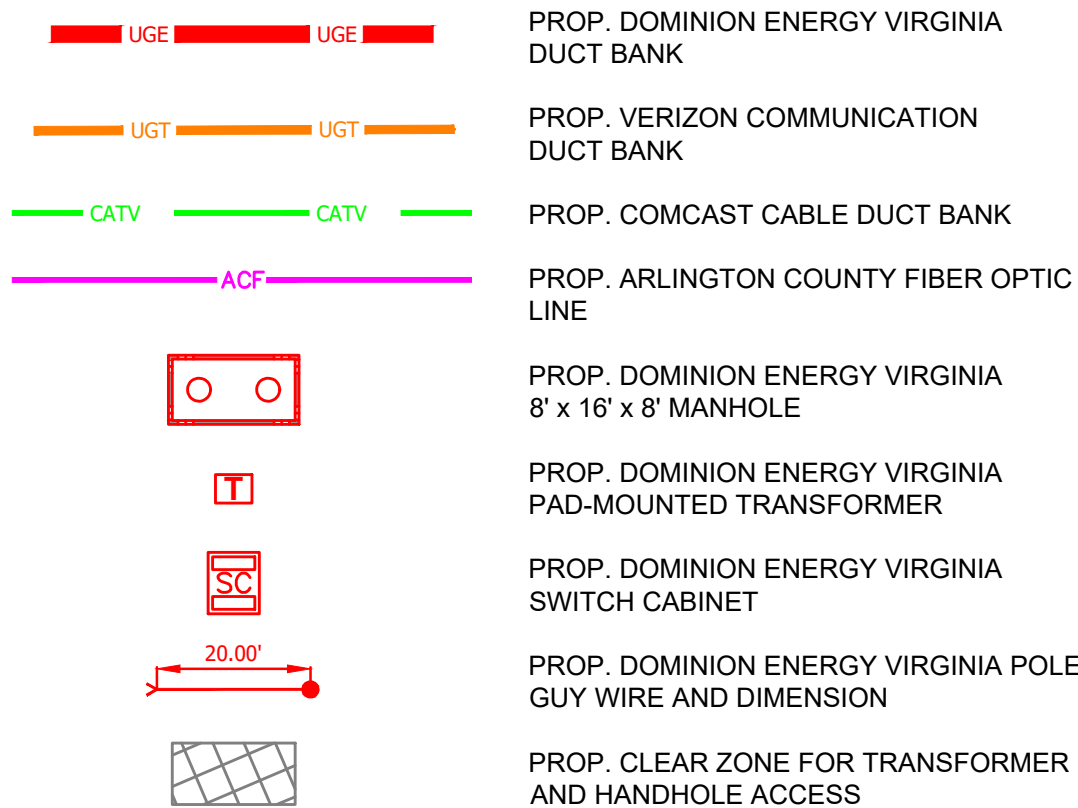 UGE UGE PROP. DOMINION ENERGY VIRGINIA
DUCT BANK
UGT UGT PROP. VERIZON COMMUNICATION
DUCT BANK
CATV CATV PROP. COMCAST CABLE DUCT BANK
ACF PROP. ARLINGTON COUNTY FIBER OPTIC
LINE
PROP. DOMINION ENERGY VIRGINIA
8' x 16' x 8' MANHOLE
T PROP. DOMINION ENERGY VIRGINIA
PAD-MOUNTED TRANSFORMER
SC PROP. DOMINION ENERGY VIRGINIA
SWITCH CABINET
20.00' PROP. DOMINION ENERGY VIRGINIA POLE
GUY WIRE AND DIMENSION
PROP. CLEAR ZONE FOR TRANSFORMER
AND HANDHOLE ACCESS